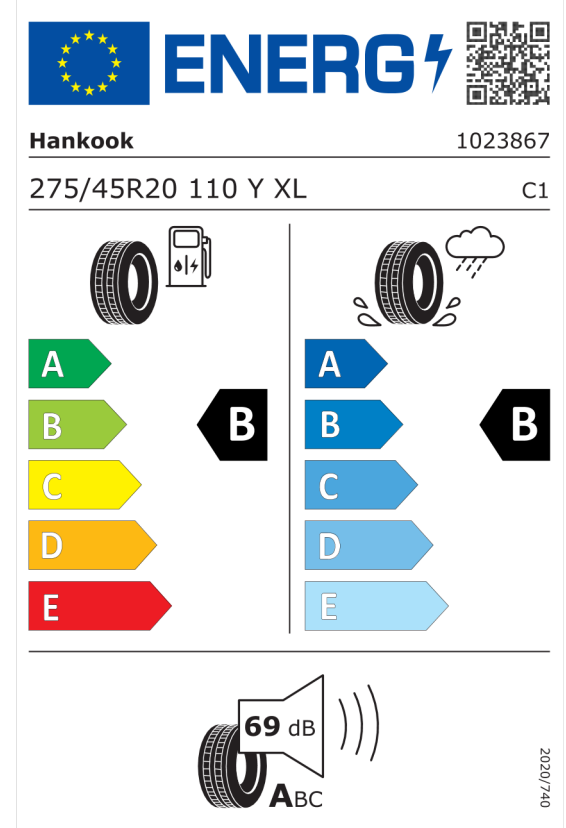 ENERG
Hankook 1023867
275/45R20 110 Y XL C1
A
B
C
D
E
B
A
B
C
D
E
B
69 dB
ABC
2020/740